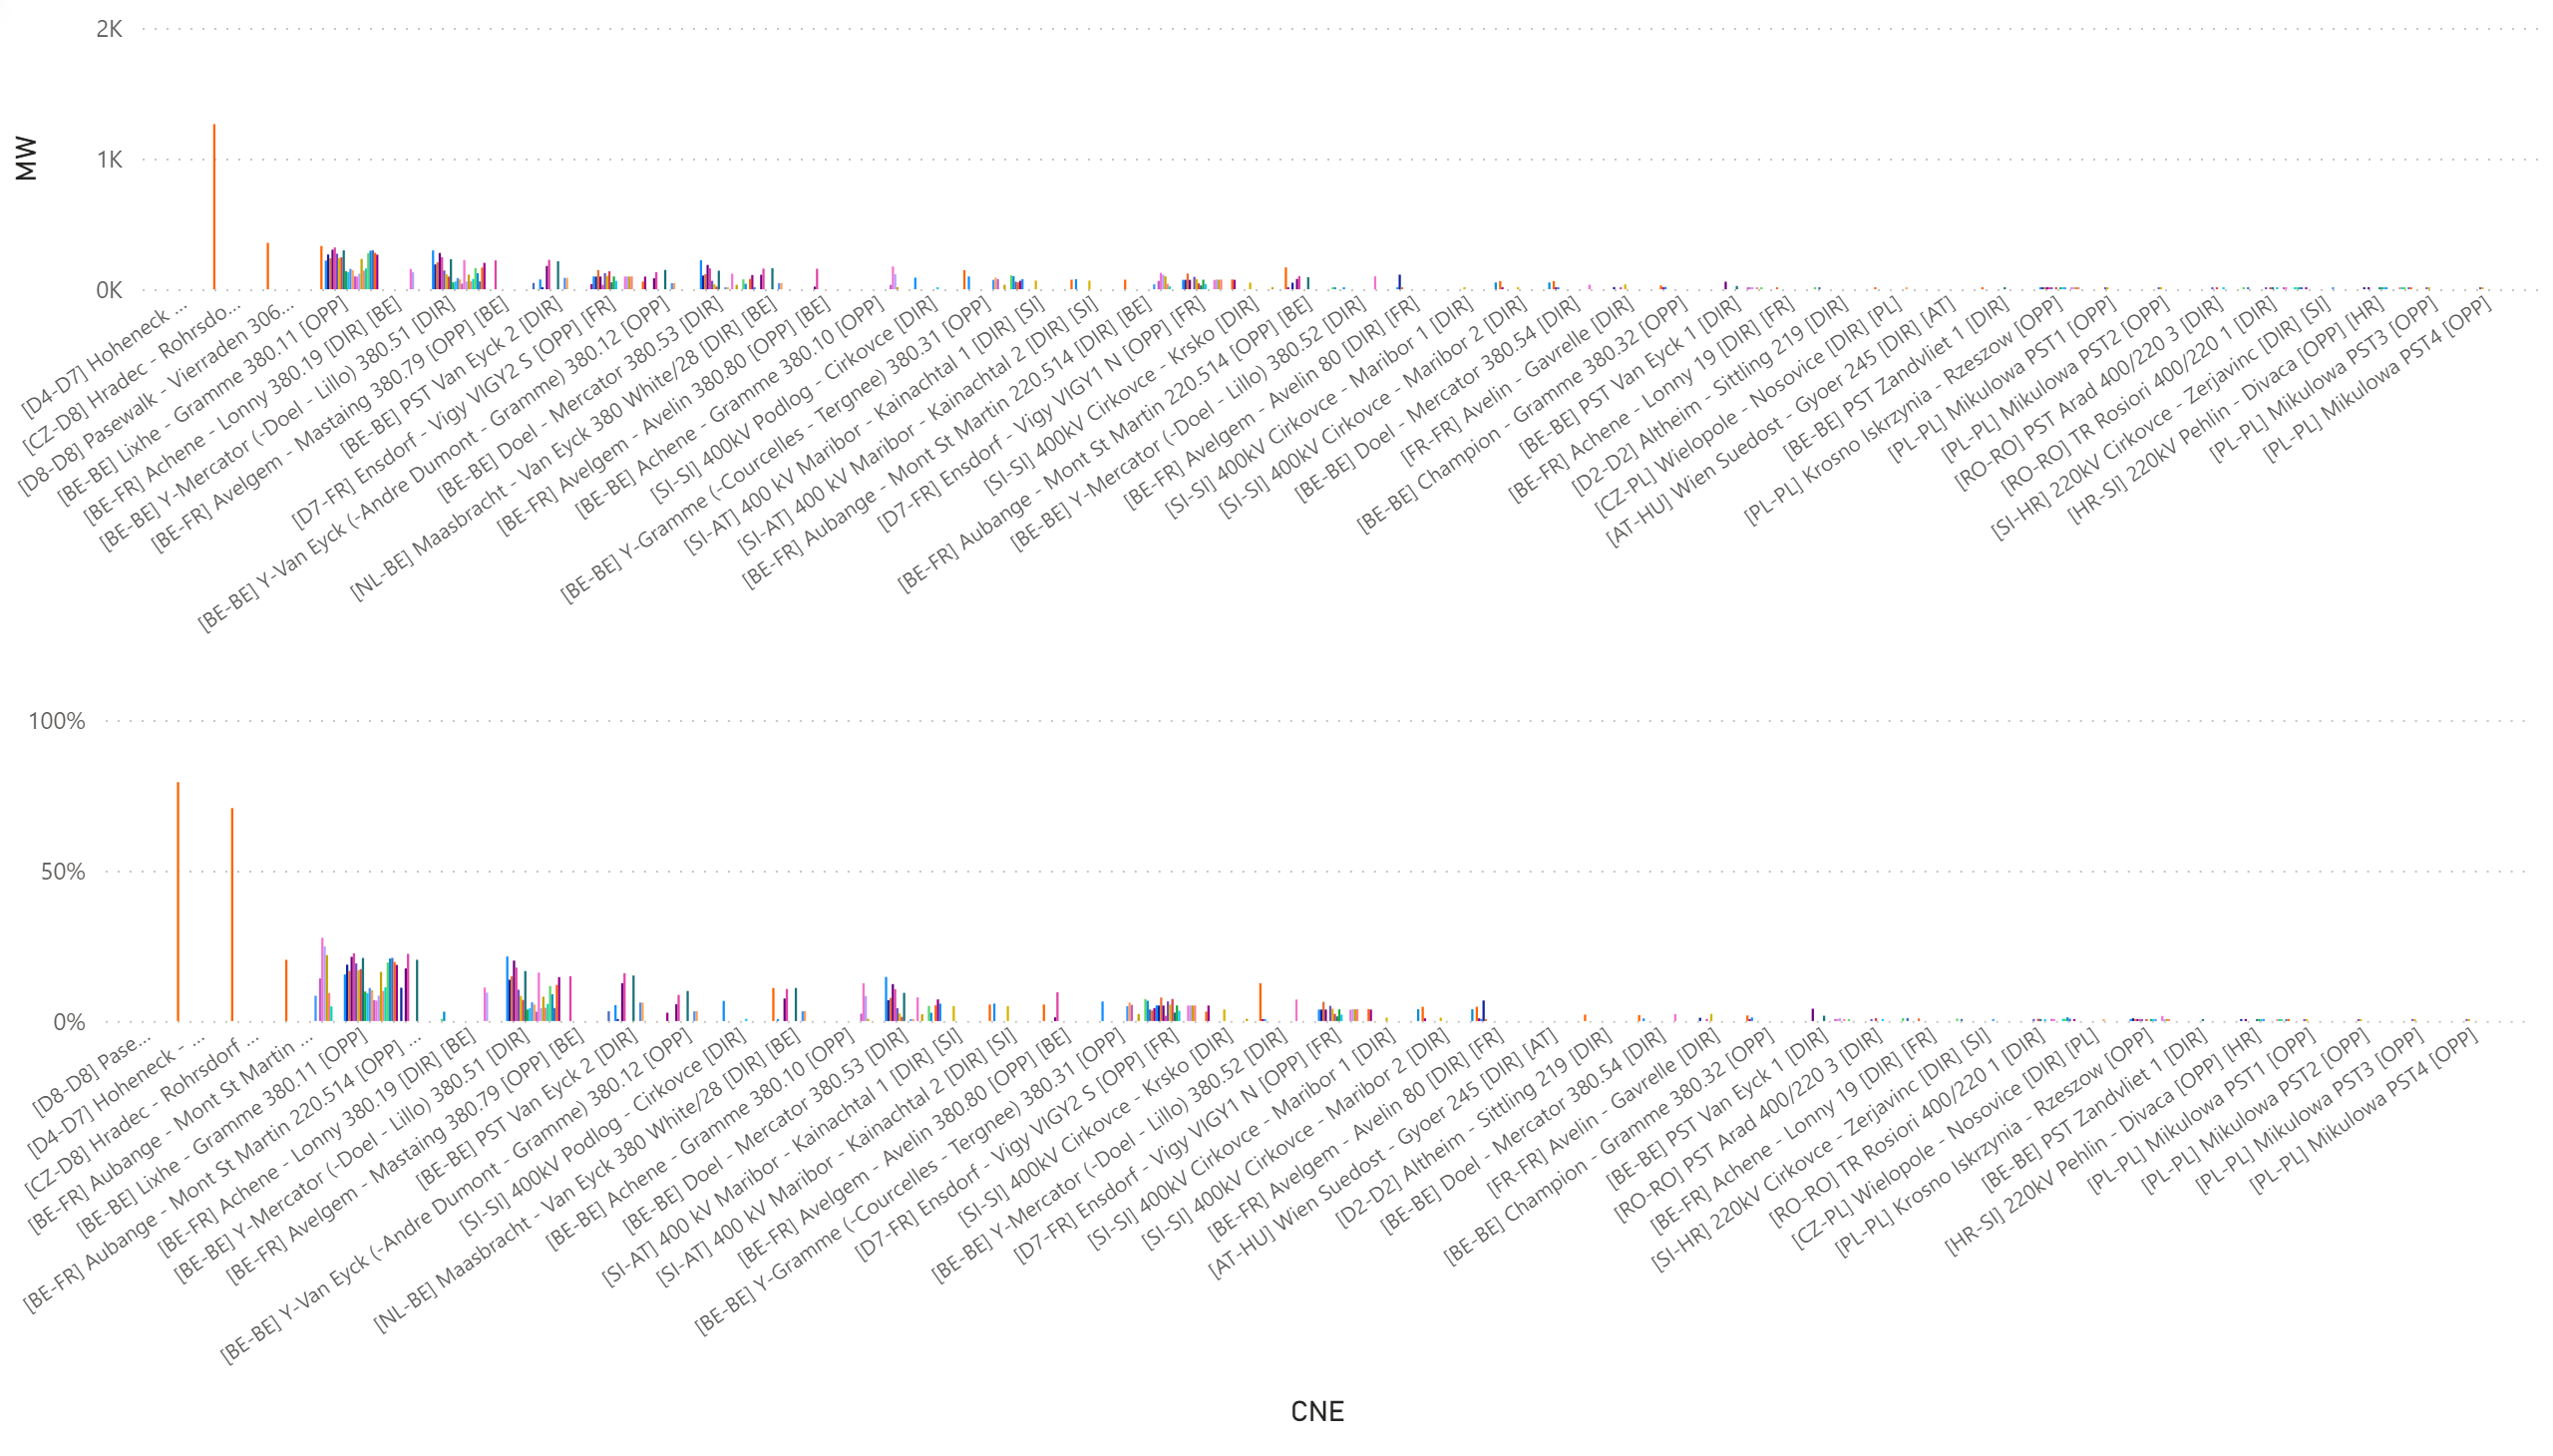 2K
1K
0K
MW
[D4-D7] Hoheneck ...
[CZ-D8] Hradec - Rohrsdo...
[D8-D8] Pasewalk - Vierraden 306...
[BE-BE] Lixhe - Gramme 380.11 [OPP]
[BE-FR] Achene - Lonny 380.19 [DIR] [BE]
[BE-BE] Y-Mercator (-Doel - Lillo) 380.51 [DIR]
[BE-FR] Avelgem - Mastaing 380.79 [OPP] [BE]
[BE-BE] PST Van Eyck 2 [DIR]
[D7-FR] Ensdorf - Vigy VIGY2 S [OPP] [FR]
[BE-BE] Y-Van Eyck (-Andre Dumont - Gramme) 380.12 [OPP]
[BE-BE] Doel - Mercator 380.53 [DIR]
[NL-BE] Maasbracht - Van Eyck 380 White/28 [DIR] [BE]
[BE-FR] Avelgem - Avelin 380.80 [OPP] [BE]
[BE-BE] Achene - Gramme 380.10 [OPP]
[SI-SI] 400kV Podlog - Cirkovce [DIR]
[BE-BE] Y-Gramme (-Courcelles - Tergnee) 380.31 [OPP]
[SI-AT] 400 kV Maribor - Kainachtal 1 [DIR] [SI]
[SI-AT] 400 kV Maribor - Kainachtal 2 [DIR] [SI]
[BE-FR] Aubange - Mont St Martin 220.514 [DIR] [BE]
[D7-FR] Ensdorf - Vigy VIGY1 N [OPP] [FR]
[SI-SI] 400kV Cirkovce - Krsko [DIR]
[BE-FR] Aubange - Mont St Martin 220.514 [OPP] [BE]
[BE-BE] Y-Mercator (-Doel - Lillo) 380.52 [DIR]
[BE-FR] Avelgem - Avelin 80 [DIR] [FR]
[SI-SI] 400kV Cirkovce - Maribor 1 [DIR]
[SI-SI] 400kV Cirkovce - Maribor 2 [DIR]
[BE-BE] Doel - Mercator 380.54 [DIR]
[FR-FR] Avelin - Gavrelle [DIR]
[BE-BE] Champion - Gramme 380.32 [OPP]
[BE-BE] PST Van Eyck 1 [DIR]
[BE-FR] Achene - Lonny 19 [DIR] [FR]
[D2-D2] Altheim - Sittling 219 [DIR]
[CZ-PL] Wielopole - Nosovice [DIR] [PL]
[AT-HU] Wien Suedost - Gyoer 245 [DIR] [AT]
[BE-BE] PST Zandvliet 1 [DIR]
[PL-PL] Krosno Iskrzynia - Rzeszow [OPP]
[PL-PL] Mikulowa PST1 [OPP]
[PL-PL] Mikulowa PST2 [OPP]
[RO-RO] PST Arad 400/220 3 [DIR]
[RO-RO] TR Rosiori 400/220 1 [DIR]
[SI-HR] 220kV Cirkovce - Zerjavinc [DIR] [SI]
[HR-SI] 220kV Pehlin - Divaca [OPP] [HR]
[PL-PL] Mikulowa PST3 [OPP]
[PL-PL] Mikulowa PST4 [OPP]
100%
50%
0%
[D8-D8] Pase...
[D4-D7] Hoheneck - ...
[CZ-D8] Hradec - Rohrsdorf ...
[BE-FR] Aubange - Mont St Martin ...
[BE-BE] Lixhe - Gramme 380.11 [OPP]
[BE-FR] Aubange - Mont St Martin 220.514 [OPP] ...
[BE-FR] Achene - Lonny 380.19 [DIR] [BE]
[BE-BE] Y-Mercator (-Doel - Lillo) 380.51 [DIR]
[BE-FR] Avelgem - Mastaing 380.79 [OPP] [BE]
[BE-BE] PST Van Eyck 2 [DIR]
[BE-BE] Y-Van Eyck (-Andre Dumont - Gramme) 380.12 [OPP]
[SI-SI] 400kV Podlog - Cirkovce [DIR]
[NL-BE] Maasbracht - Van Eyck 380 White/28 [DIR] [BE]
[BE-BE] Achene - Gramme 380.10 [OPP]
[BE-BE] Doel - Mercator 380.53 [DIR]
[SI-AT] 400 kV Maribor - Kainachtal 1 [DIR] [SI]
[SI-AT] 400 kV Maribor - Kainachtal 2 [DIR] [SI]
[BE-FR] Avelgem - Avelin 380.80 [OPP] [BE]
[BE-BE] Y-Gramme (-Courcelles - Tergnee) 380.31 [OPP]
[D7-FR] Ensdorf - Vigy VIGY2 S [OPP] [FR]
[SI-SI] 400kV Cirkovce - Krsko [DIR]
[BE-BE] Y-Mercator (-Doel - Lillo) 380.52 [DIR]
[D7-FR] Ensdorf - Vigy VIGY1 N [OPP] [FR]
[SI-SI] 400kV Cirkovce - Maribor 1 [DIR]
[SI-SI] 400kV Cirkovce - Maribor 2 [DIR]
[BE-FR] Avelgem - Avelin 80 [DIR] [FR]
[AT-HU] Wien Suedost - Gyoer 245 [DIR] [AT]
[D2-D2] Altheim - Sittling 219 [DIR]
[BE-BE] Doel - Mercator 380.54 [DIR]
[FR-FR] Avelin - Gavrelle [DIR]
[BE-BE] Champion - Gramme 380.32 [OPP]
[BE-BE] PST Van Eyck 1 [DIR]
[RO-RO] PST Arad 400/220 3 [DIR]
[BE-FR] Achene - Lonny 19 [DIR] [FR]
[SI-HR] 220kV Cirkovce - Zerjavinc [DIR] [SI]
[RO-RO] TR Rosiori 400/220 1 [DIR]
[CZ-PL] Wielopole - Nosovice [DIR] [PL]
[PL-PL] Krosno Iskrzynia - Rzeszow [OPP]
[BE-BE] PST Zandvliet 1 [DIR]
[HR-SI] 220kV Pehlin - Divaca [OPP] [HR]
[PL-PL] Mikulowa PST1 [OPP]
[PL-PL] Mikulowa PST2 [OPP]
[PL-PL] Mikulowa PST3 [OPP]
[PL-PL] Mikulowa PST4 [OPP]
CNE